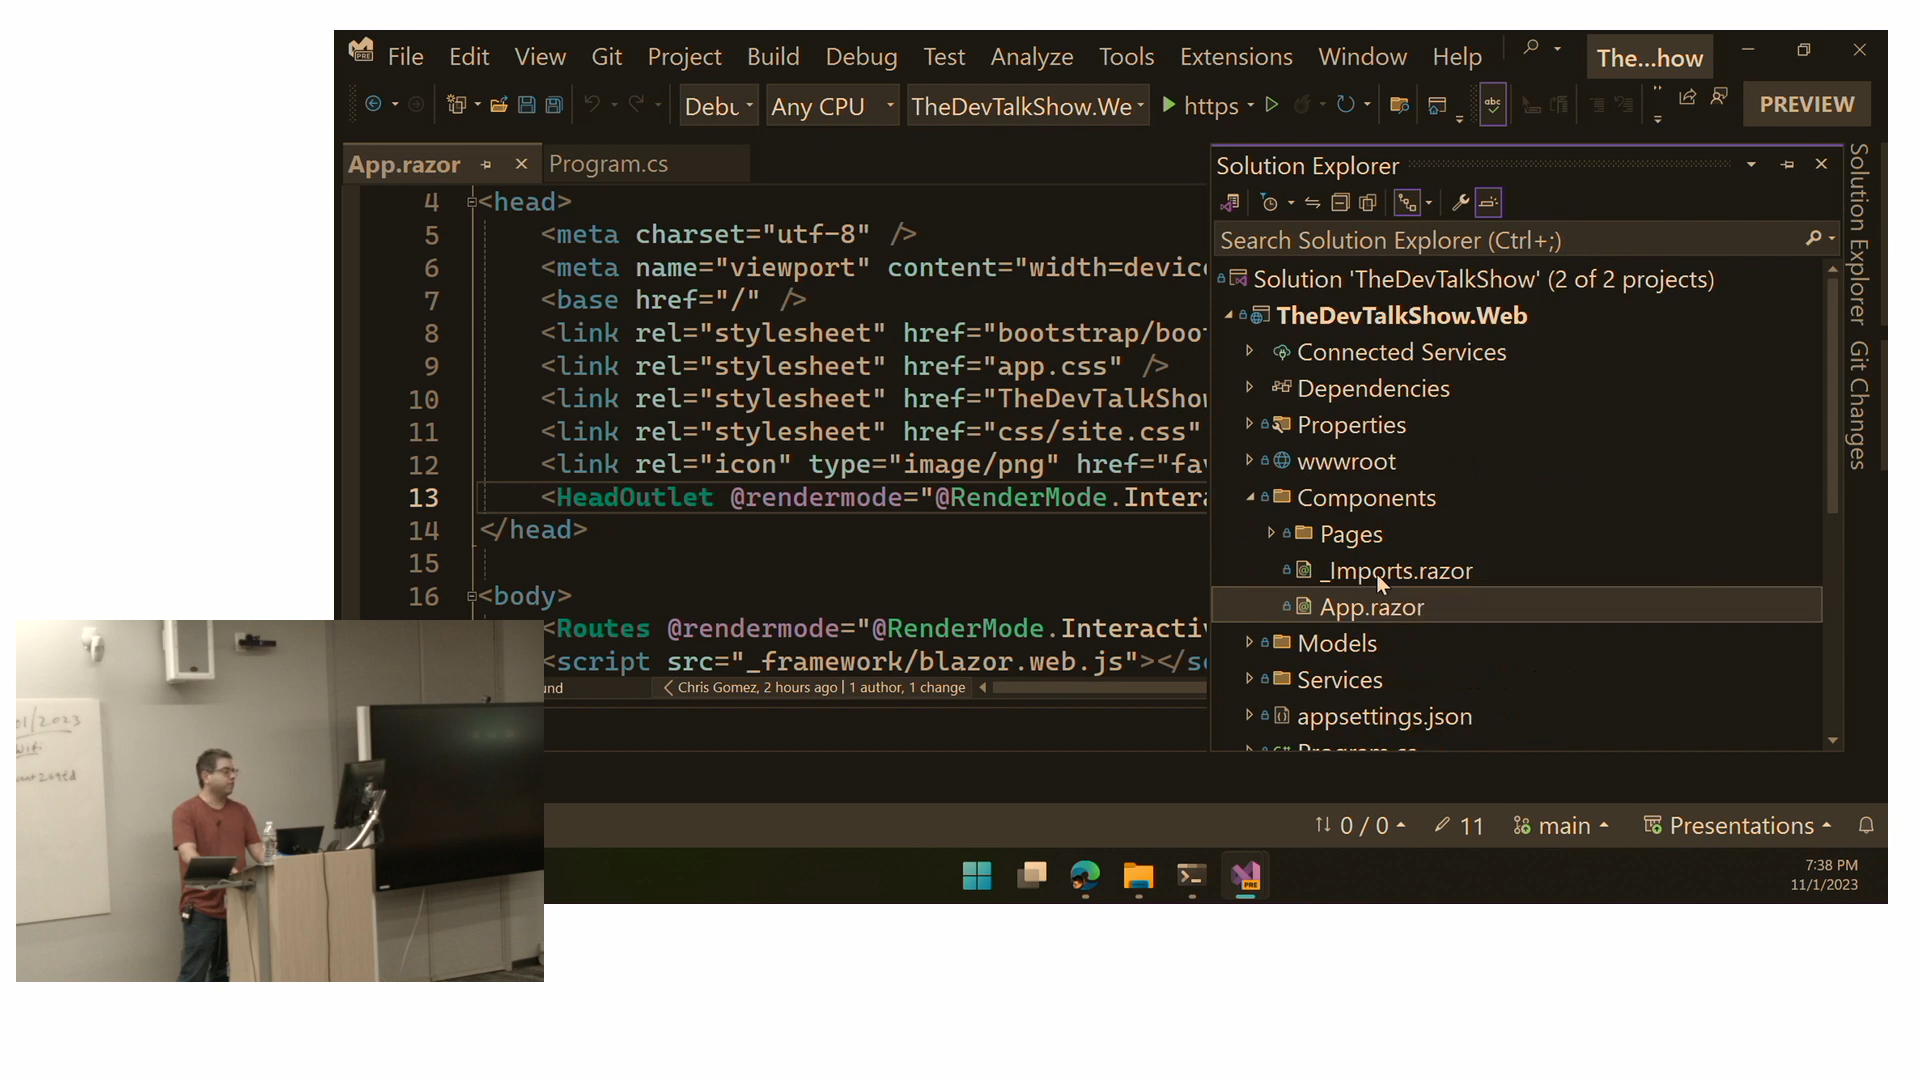 File Edit View Git Project Build Debug Test Analyze Tools Extensions Window Help The...how
Debu Any CPU TheDevTalkShow.We https PREVIEW
App.razor Program.cs
4 <head>
5 <meta charset="utf-8" />
6 <meta name="viewport" content="width=devic
7 <base href="/" />
8 <link rel="stylesheet" href="bootstrap/boo
9 <link rel="stylesheet" href="app.css" />
10 <link rel="stylesheet" href="TheDevTalkSho
11 <link rel="stylesheet" href="css/site.css"
12 <link rel="icon" type="image/png" href="fa
13 <HeadOutlet @rendermode="@RenderMode.Inter
14 </head>
15
16 <body>
<Routes @rendermode="@RenderMode.Interacti
<script src="_framework/blazor.web.js"></s
und Chris Gomez, 2 hours ago | 1 author, 1 change
Solution Explorer
Search Solution Explorer (Ctrl+;)
Solution 'TheDevTalkShow' (2 of 2 projects)
TheDevTalkShow.Web
Connected Services
Dependencies
Properties
wwwroot
Components
Pages
_Imports.razor
App.razor
Models
Services
appsettings.json
Program.cs
Solution Explorer
Git Changes
0 / 0 11 main Presentations
PRE
7:38 PM
11/1/2023
01/2023